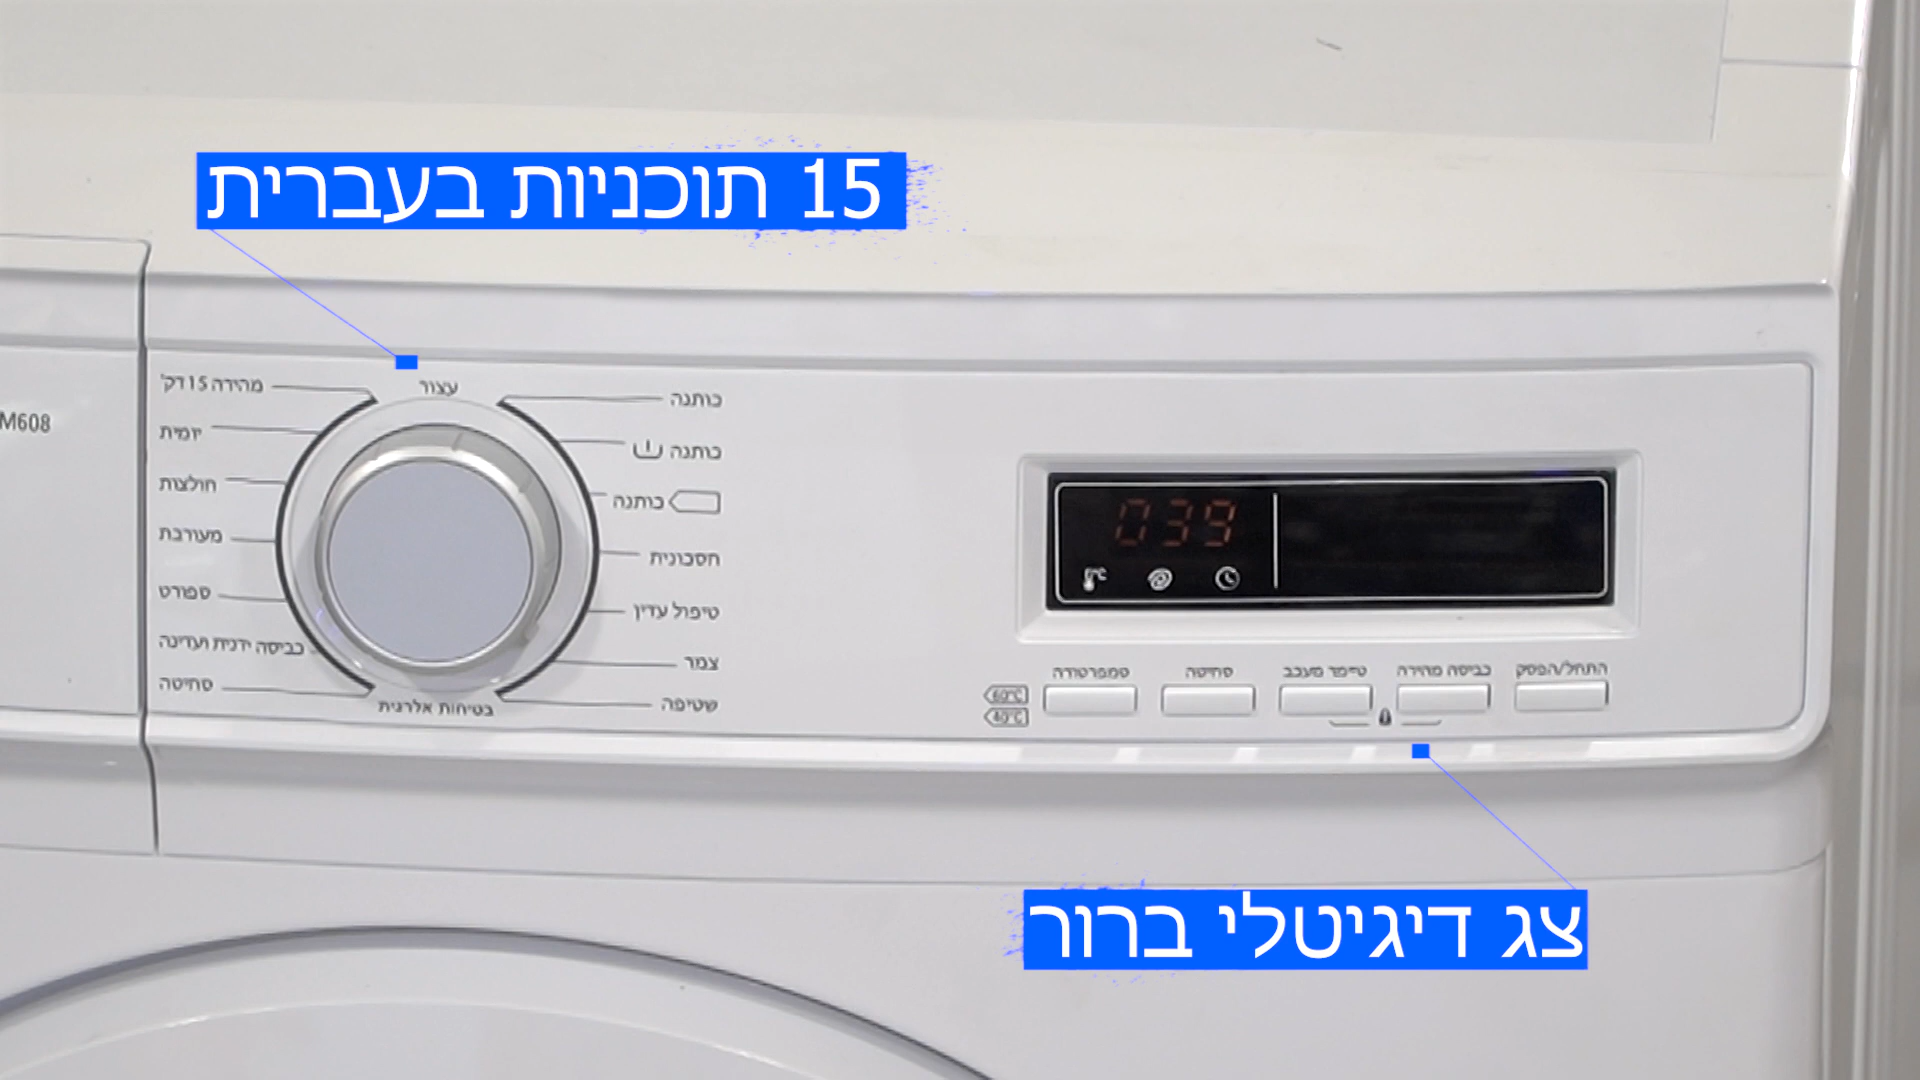 15 תוכניות בעברית
עצור
מהירה 15 דק'
יומית
חולצות
מעורבת
ספורט
כביסה ידנית ועדינה
סחיטה
בטיחות אלרגית
כותנה
כותנה
כותנה
חסכונית
טיפול עדין
צמר
שטיפה
M608
039
°C
התחל/הפסק
כביסה מהירה
טיימר מעכב
סחיטה
טמפרטורה
60°C
40°C
צג דיגיטלי ברור